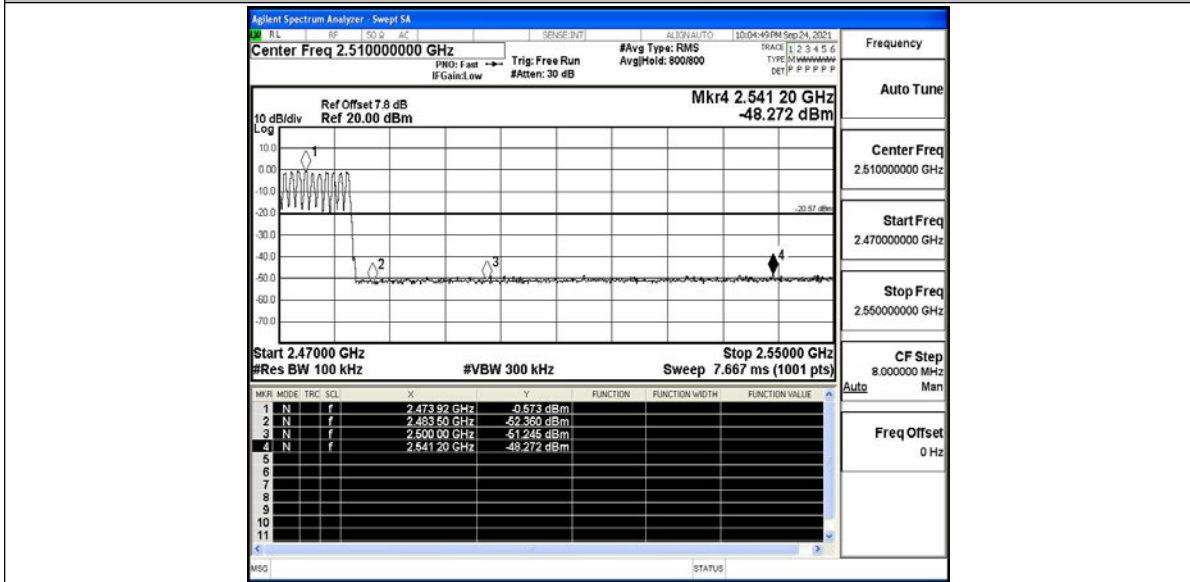 Agilent Spectrum Analyzer - Swept SA
RL RF 50 Ω AC SENSE:INT ALIGNAUTO 10:04:49 PM Sep 24, 2021
Center Freq 2.510000000 GHz
PNO: Fast
IFGain:Low
Trig: Free Run
#Atten: 30 dB
#Avg Type: RMS
Avg|Hold: 800/800
TRACE 1 2 3 4 5 6
TYPE M WWWWW
DET P P P P P P
Frequency
Auto Tune
Center Freq
2.510000000 GHz
Start Freq
2.470000000 GHz
Stop Freq
2.550000000 GHz
CF Step
8.000000 MHz
Auto Man
Freq Offset
0 Hz
Mkr4 2.541 20 GHz
-48.272 dBm
Ref Offset 7.8 dB
10 dB/div Ref 20.00 dBm
Log
10.0
0.00
-10.0
-20.0
-30.0
-40.0
-50.0
-60.0
-70.0
1
2
3
4
-20.57 dBm
Start 2.47000 GHz Stop 2.55000 GHz
#Res BW 100 kHz #VBW 300 kHz Sweep 7.667 ms (1001 pts)
MKR MODE TRC SCL X Y FUNCTION FUNCTION WIDTH FUNCTION VALUE
1 N f 2.473 92 GHz -0.573 dBm
2 N f 2.483 50 GHz -52.360 dBm
3 N f 2.500 00 GHz -51.245 dBm
4 N f 2.541 20 GHz -48.272 dBm
5
6
7
8
9
10
11
MSG STATUS